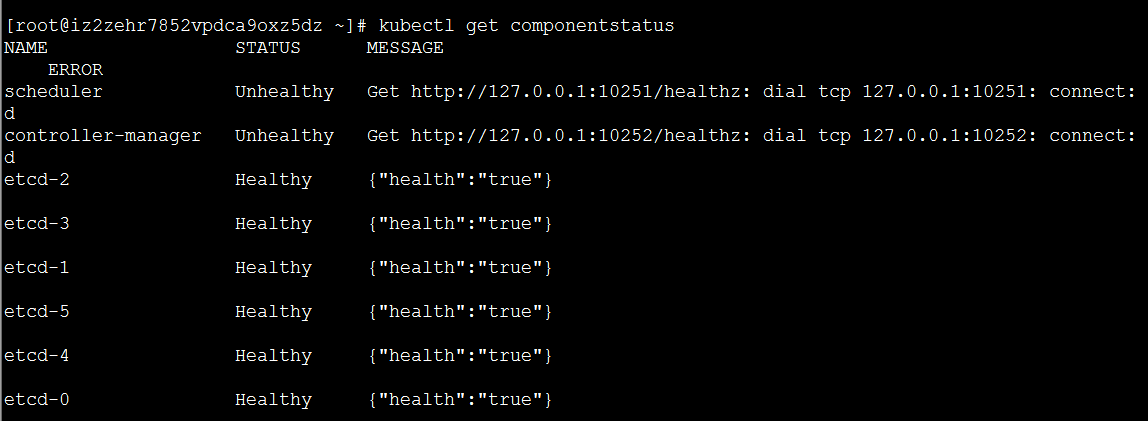 [root@iz2zehr7852vpdca9oxz5dz ~]# kubectl get componentstatus
NAME STATUS MESSAGE
ERROR
scheduler Unhealthy Get http://127.0.0.1:10251/healthz: dial tcp 127.0.0.1:10251: connect:
d
controller-manager Unhealthy Get http://127.0.0.1:10252/healthz: dial tcp 127.0.0.1:10252: connect:
d
etcd-2 Healthy {"health":"true"}
etcd-3 Healthy {"health":"true"}
etcd-1 Healthy {"health":"true"}
etcd-5 Healthy {"health":"true"}
etcd-4 Healthy {"health":"true"}
etcd-0 Healthy {"health":"true"}